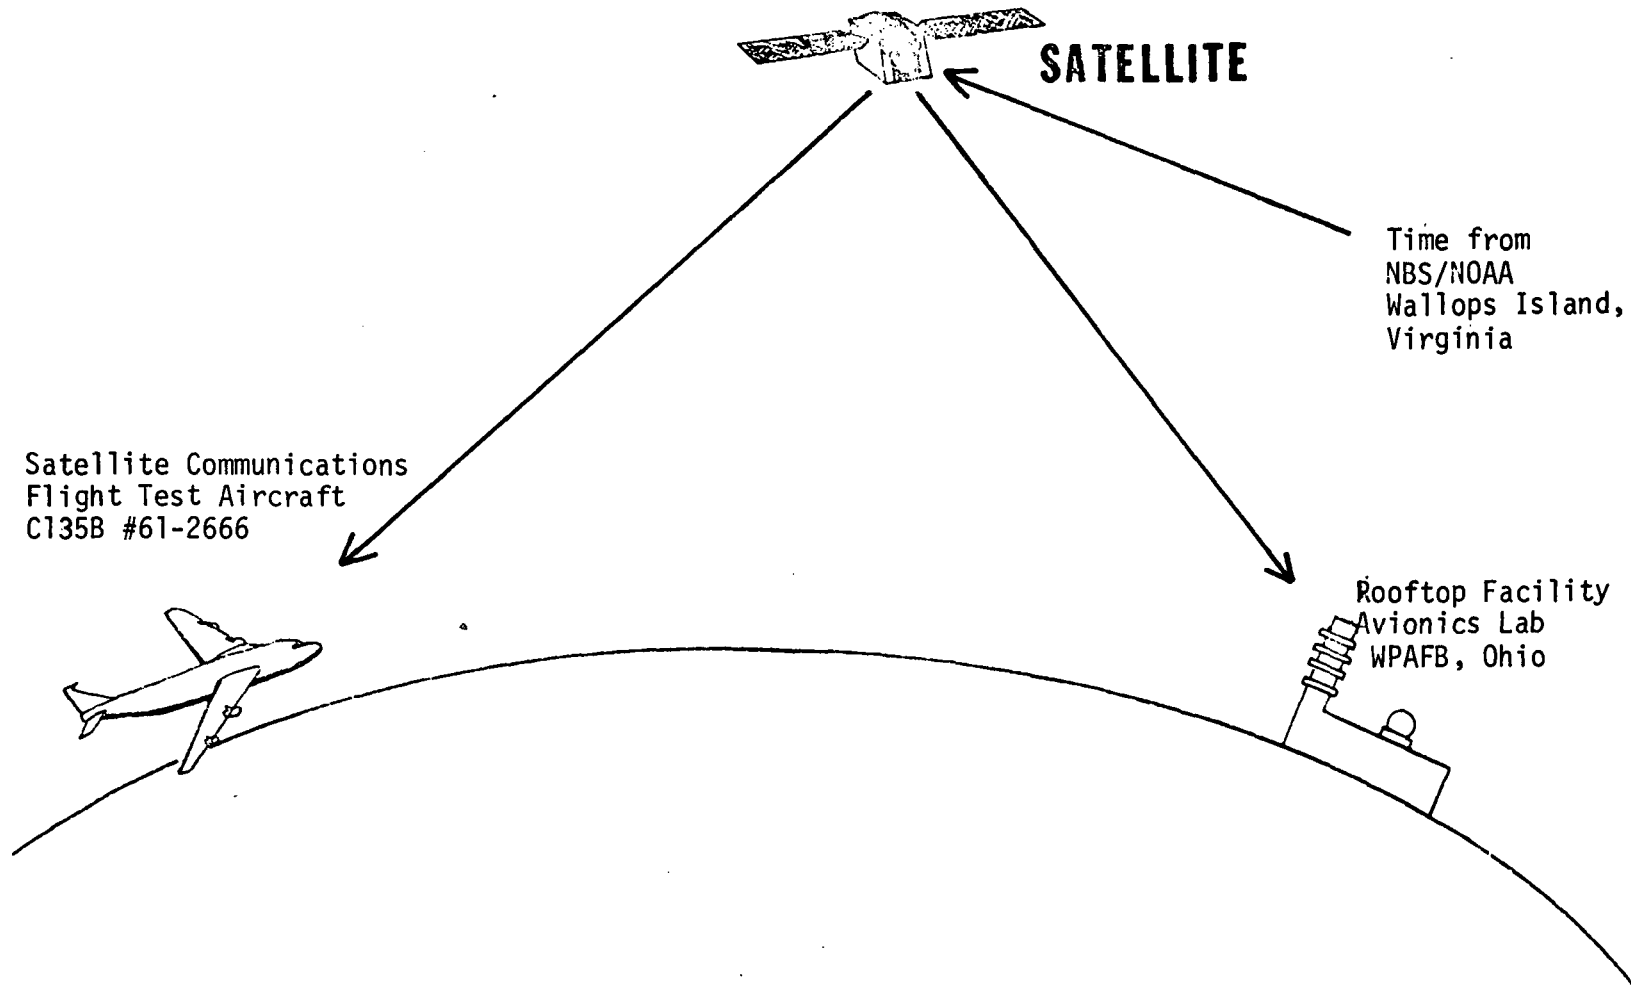 SATELLITE
Time from
NBS/NOAA
Wallops Island,
Virginia
Satellite Communications
Flight Test Aircraft
C135B #61-2666
Rooftop Facility
Avionics Lab
WPAFB, Ohio